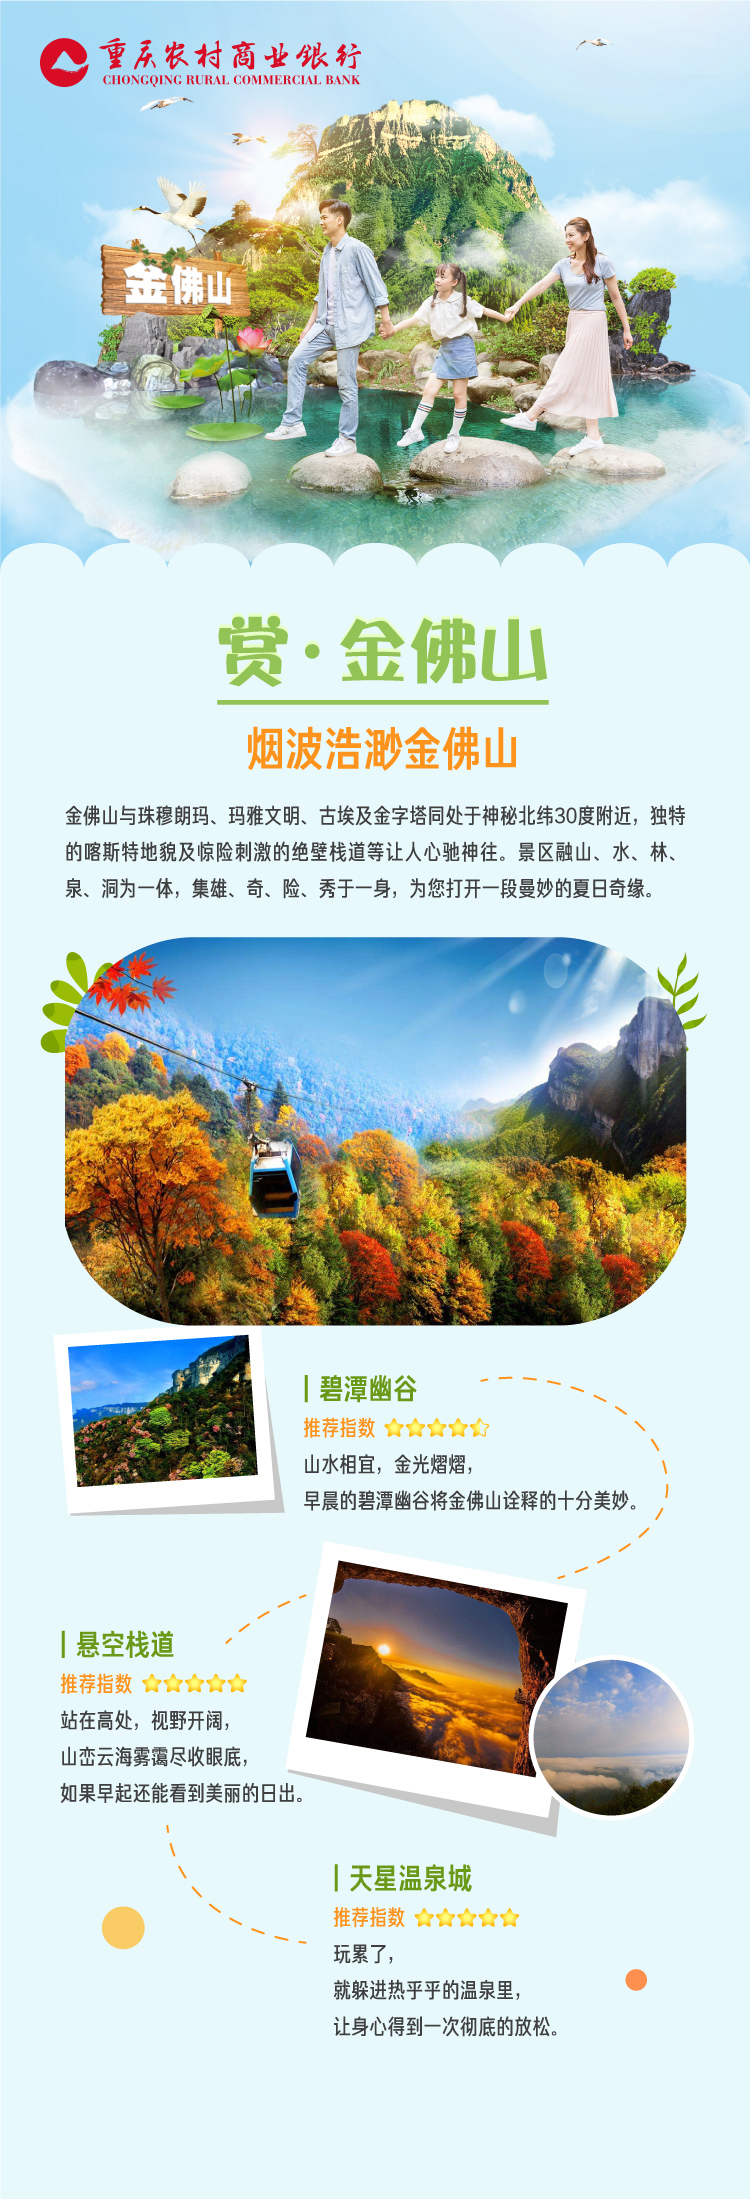 重庆农村商业银行
CHONGQING RURAL COMMERCIAL BANK
金佛山
赏·金佛山
烟波浩渺金佛山
金佛山与珠穆朗玛、玛雅文明、古埃及金字塔同处于神秘北纬30度附近，独特
的喀斯特地貌及惊险刺激的绝壁栈道等让人心驰神往。景区融山、水、林、
泉、洞为一体，集雄、奇、险、秀于一身，为您打开一段曼妙的夏日奇缘。
碧潭幽谷
推荐指数
山水相宜，金光熠熠，
早晨的碧潭幽谷将金佛山诠释的十分美妙。
悬空栈道
推荐指数
站在高处，视野开阔，
山峦云海雾霭尽收眼底，
如果早起还能看到美丽的日出。
天星温泉城
推荐指数
玩累了，
就躲进热乎乎的温泉里，
让身心得到一次彻底的放松。